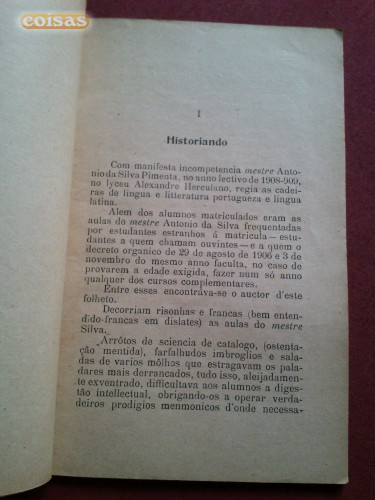 coisas
I
Historiando
Com manifesta incompetencia mestre Anto-
nio da Silva Pimenta, no anno lectivo de 1908-909,
no lyceu Alexandre Herculano, regia as cadei-
ras de lingua e litteratura portugueza e lingua
latina.
Alem dos alumnos matriculados eram as
aulas do mestre Antonio da Silva frequentadas
por estudantes estranhos á matricula—estu-
dantes a quem chamam ouvintes—e a quem o
decreto organico de 29 de agosto de 1906 e 3 de
novembro do mesmo anno faculta, no caso de
provarem a edade exigida, fazer num só anno
qualquer dos cursos complementares.
Entre esses encontrava-se o auctor d'este
folheto.
Decorriam risonhas e francas (bem enten-
dido-francas em dislates) as aulas do mestre
Silva.
Arrôtos de sciencia de catalogo, (ostenta-
ção mentida), farfalhudos imbroglios e sala-
das de varios môlhos que estragavam os pala-
dares mais derrancados, tudo isso, aleijadamen-
te exventrado, difficultava aos alumnos a diges-
tão intellectual, obrigando-os a operar verda-
deiros prodigios menmonicos d'onde necessa-